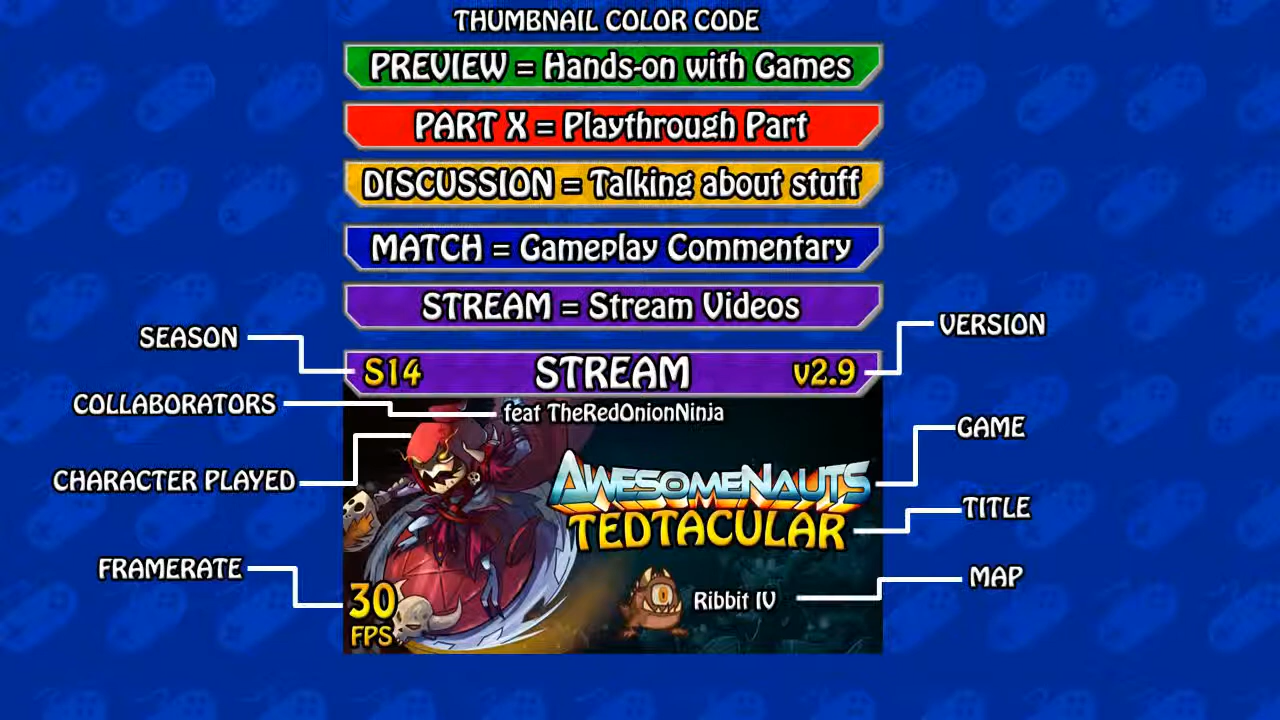 THUMBNAIL COLOR CODE
PREVIEW = Hands-on with Games
PART X = Playthrough Part
DISCUSSION = Talking about stuff
MATCH = Gameplay Commentary
STREAM = Stream Videos
SEASON
VERSION
S14 STREAM v2.9
COLLABORATORS
feat TheRedOnionNinja
GAME
CHARACTER PLAYED
AWESOMENAUTS
TITLE
TEDTACULAR
FRAMERATE
MAP
30
FPS
Ribbit IV